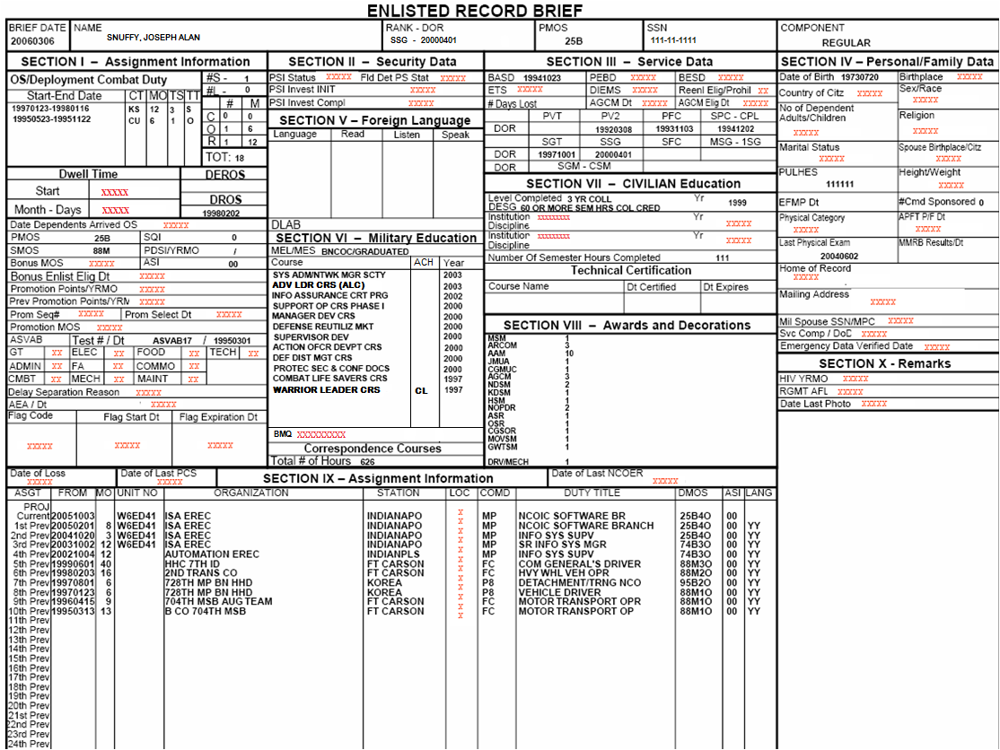 ENLISTED RECORD BRIEF
BRIEF DATE NAME RANK - DOR PMOS SSN COMPONENT
20060306 SNUFFY, JOSEPH ALAN SSG - 20000401 25B 111-11-1111 REGULAR
SECTION I – Assignment Information
OS/Deployment Combat Duty #S - 1
#L - 0
Start-End Date CT MO TS TT # M
19970123-19980116 KS 12 3 S C 0 0
19950523-19951122 CU 6 1 O O 1 6
R 1 12
TOT: 18
Dwell Time DEROS
Start xxxxx
Month - Days xxxxx DROS
19980202
Date Dependents Arrived OS xxxxx
PMOS 25B SQI 0
SMOS 88M PDSI/YRMO /
Bonus MOS xxxxx ASI 00
Bonus Enlist Elig Dt xxxxx
Promotion Points/YRMO xxxxx
Prev Promotion Points/YRM xxxxx
Prom Seq# xxxxx Prom Select Dt xxxxx
Promotion MOS xxxxx
ASVAB Test # / Dt ASVAB17 / 19950301
GT xx ELEC xx FOOD xx TECH xx
ADMIN xx FA xx COMMO xx
CMBT xx MECH xx MAINT xx
Delay Separation Reason xxxxx
AEA / Dt xxxxx
Flag Code Flag Start Dt Flag Expiration Dt
xxxxx xxxxx xxxxx
SECTION II – Security Data
PSI Status xxxxx Fld Det PS Stat xxxxx
PSI Invest INIT xxxxx
PSI Invest Compl xxxxx
SECTION V – Foreign Language
Language Read Listen Speak
DLAB
SECTION VI – Military Education
MEL/MES BNCOC/GRADUATED
Course ACH Year
SYS ADM/NTWK MGR SCTY 2003
ADV LDR CRS (ALC) 2003
INFO ASSURANCE CRT PRG 2002
SUPPORT OP CRS PHASE I 2000
MANAGER DEV CRS 2000
DEFENSE REUTILIZ MKT 2000
SUPERVISOR DEV 2000
ACTION OFCR DEVPT CRS 2000
DEF DIST MGT CRS 2000
PROTEC SEC & CONF DOCS 2000
COMBAT LIFE SAVERS CRS 1997
WARRIOR LEADER CRS CL 1997
BMQ xxxxxxxxx
Correspondence Courses
Total # of Hours 626
SECTION III – Service Data
BASD 19941023 PEBD xxxxx BESD xxxxx
ETS xxxxx DIEMS xxxxx Reenl Elig/Prohil xx
# Days Lost AGCM Dt xxxxx AGCM Elig Dt xxxxx
PVT PV2 PFC SPC - CPL
DOR 19920308 19931103 19941202
SGT SSG SFC MSG - 1SG
DOR 19971001 20000401
DOR SGM - CSM
SECTION VII – CIVILIAN Education
Level Completed 3 YR COLL Yr 1999
DESG 60 OR MORE SEM HRS COL CRED
Institution xxxxxxxxx Yr xxxxx
Discipline
Institution xxxxxxxxx Yr xxxxx
Discipline
Number Of Semester Hours Completed 111
Technical Certification
Course Name Dt Certified Dt Expires
SECTION VIII – Awards and Decorations
MSM 1
ARCOM 3
AAM 10
JMUA 1
CGMUC 1
AGCM 3
NDSM 2
KDSM 1
HSM 1
NOPDR 2
ASR 1
OSR 1
CGSOR 1
MOVSM 1
GWTSM 1
DRV/MECH 1
SECTION IV – Personal/Family Data
Date of Birth 19730720 Birthplace xxxxx
Country of Citz xxxxx Sex/Race xxxxx
No of Dependent Adults/Children xxxxx Religion xxxxx
Marital Status xxxxx Spouse Birthplace/Citz xxxxx
PULHES 111111 Height/Weight xxxxx
EFMP Dt #Cmd Sponsored 0
Physical Category xxxxx APFT P/F Dt xxxxx
Last Physical Exam 20040602 MMRB Results/Dt
Home of Record xxxxx
Mailing Address xxxxx
Mil Spouse SSN/MPC xxxxx
Svc Comp / DoD xxxxx
Emergency Data Verified Date xxxxx
SECTION X - Remarks
HIV YRMO xxxxx
RGMT AFL xxxxx
Date Last Photo xxxxx
Date of Loss xxxxx Date of Last PCS xxxxx SECTION IX – Assignment Information Date of Last NCOER xxxxx
ASGT FROM MO UNIT NO ORGANIZATION STATION LOC COMD DUTY TITLE DMOS ASI LANG
PROJ
Current 20051003 W6ED41 ISA EREC INDIANAPO x MP NCOIC SOFTWARE BR 25B4O 00
1st Prev 20050201 8 W6ED41 ISA EREC INDIANAPO x MP NCOIC SOFTWARE BRANCH 25B4O 00 YY
2nd Prev 20041020 3 W6ED41 ISA EREC INDIANAPO x MP INFO SYS SUPV 25B4O 00 YY
3rd Prev 20031002 12 W6ED41 ISA EREC INDIANAPO x MP SR INFO SYS MGR 74B3O 00 YY
4th Prev 20021004 12 AUTOMATION EREC INDIANPLS x MP INFO SYS SUPV 74B3O 00 YY
5th Prev 19990601 40 HHC 7TH ID FT CARSON x FC COM GENERAL'S DRIVER 88M3O 00 YY
6th Prev 19980203 16 2ND TRANS CO FT CARSON x FC HVY WHL VEH OPR 88M2O 00 YY
7th Prev 19970801 6 728TH MP BN HHD KOREA x P8 DETACHMENT/TRNG NCO 95B2O 00 YY
8th Prev 19970123 6 728TH MP BN HHD KOREA x P8 VEHICLE DRIVER 88M1O 00 YY
9th Prev 19960415 9 704TH MSB AUG TEAM FT CARSON x FC MOTOR TRANSPORT OPR 88M1O 00 YY
10th Prev 19950313 13 B CO 704TH MSB FT CARSON x FC MOTOR TRANSPORT OP 88M1O 00 YY
11th Prev
12th Prev
13th Prev
14th Prev
15th Prev
16th Prev
17th Prev
18th Prev
19th Prev
20th Prev
21st Prev
22nd Prev
23rd Prev
24th Prev